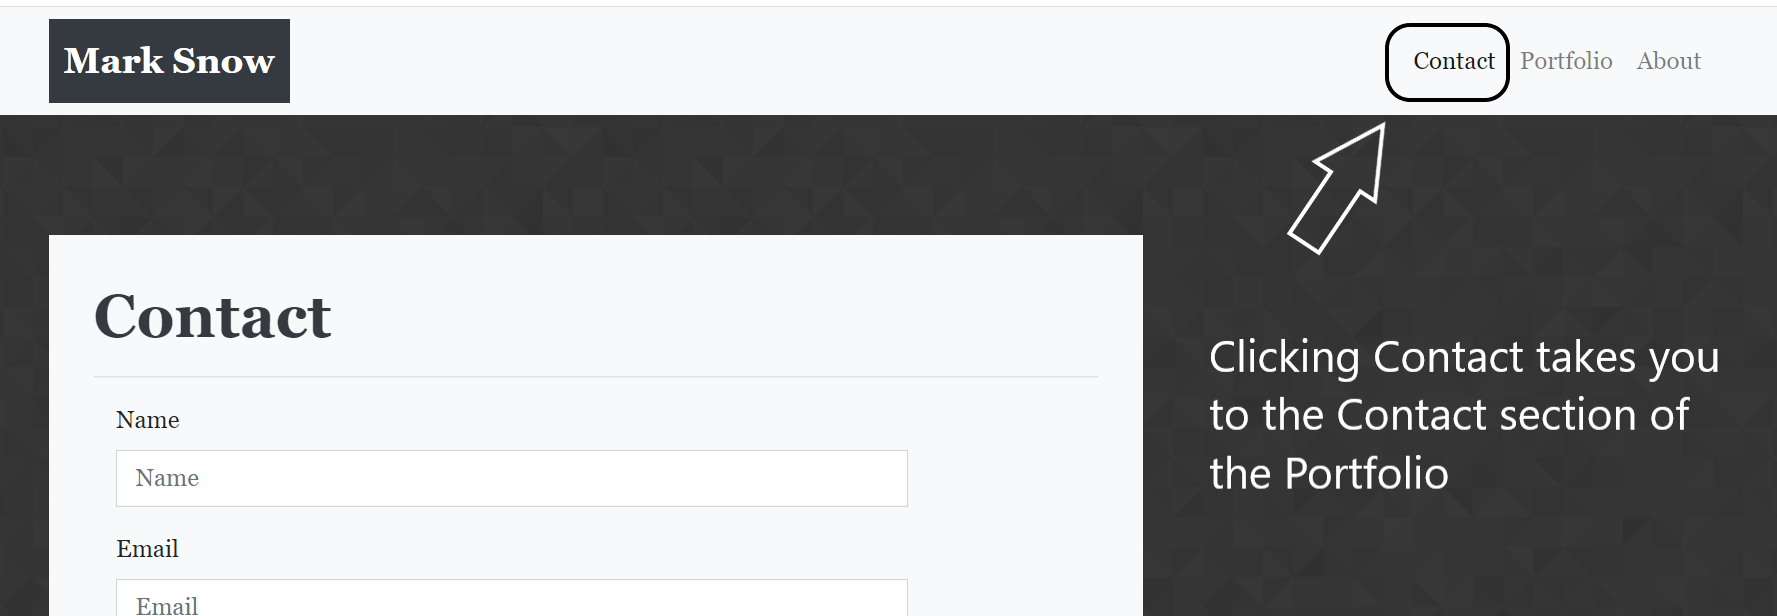 Mark Snow
Contact Portfolio About
Contact
Name
Name
Email
Email
Clicking Contact takes you
to the Contact section of
the Portfolio